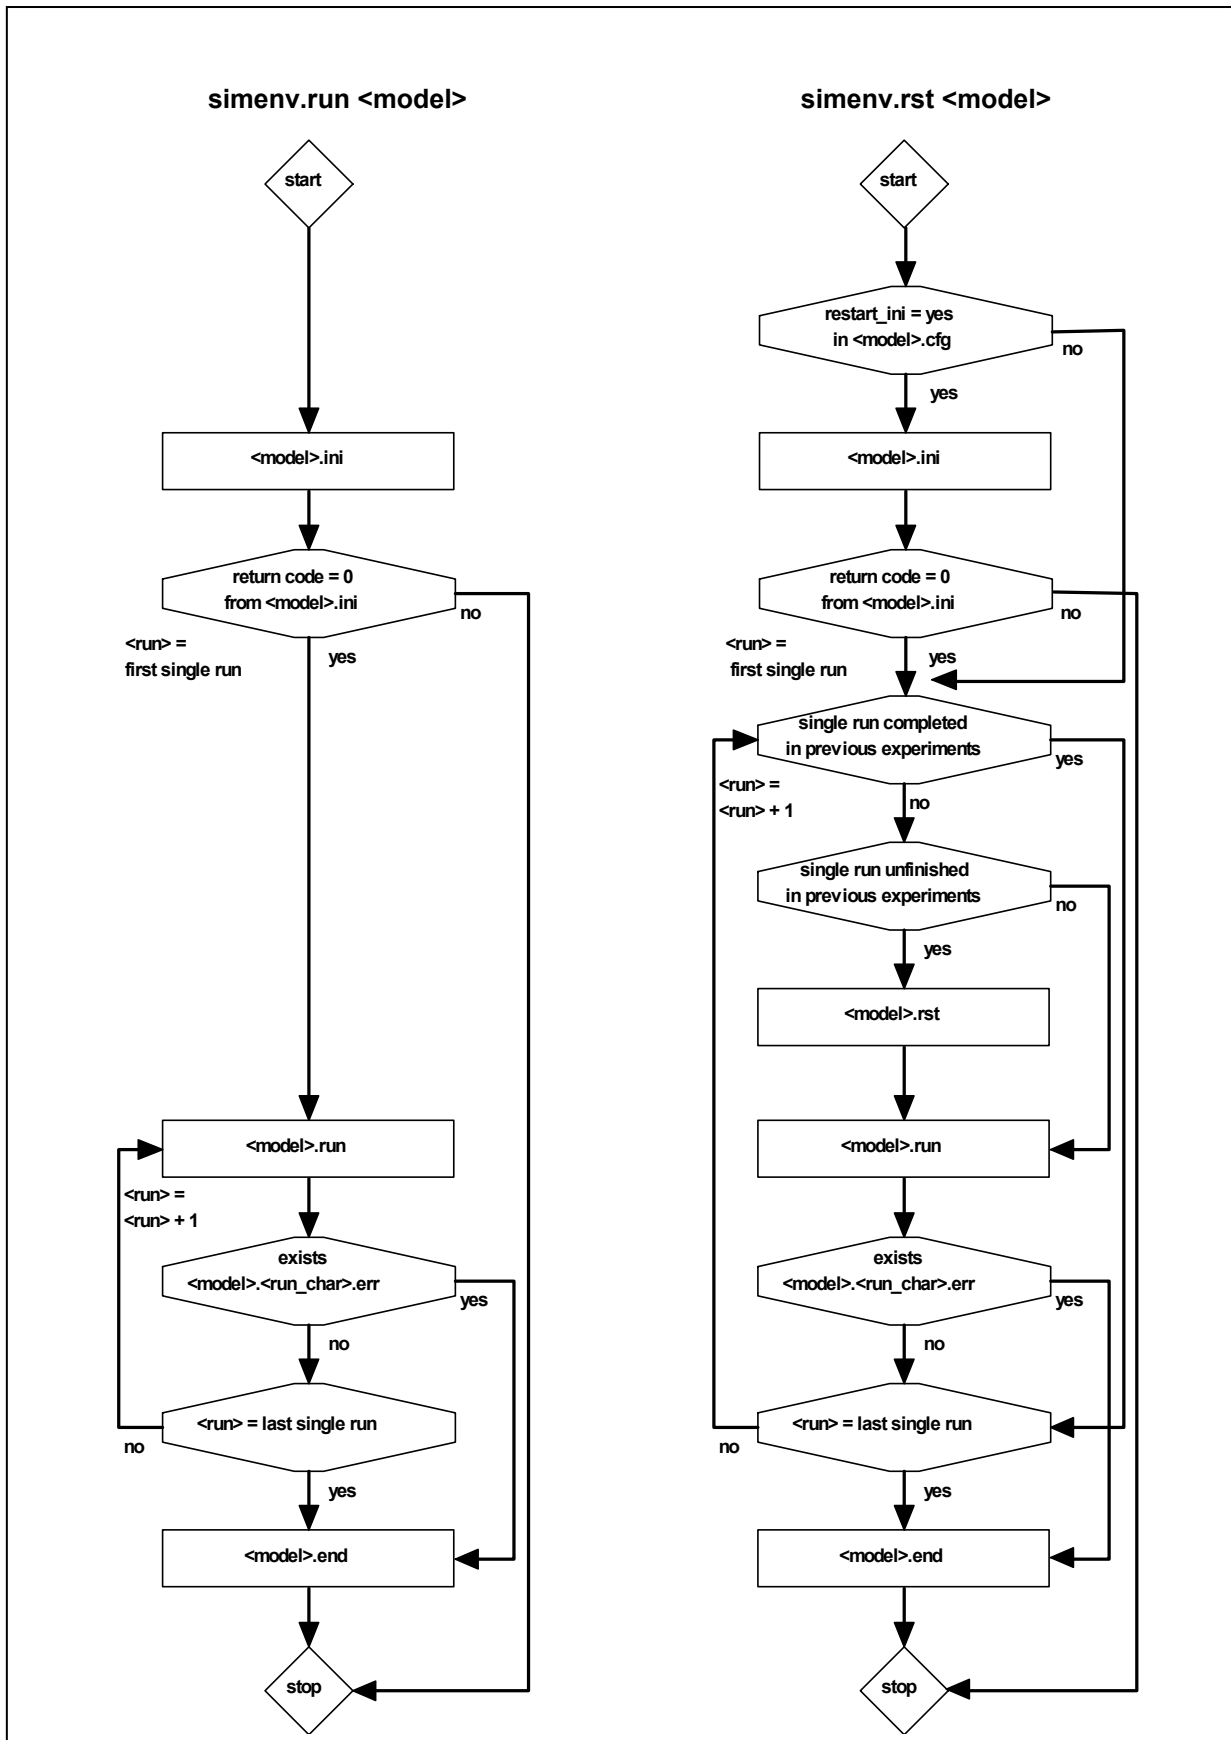 simenv.run <model>
start
<model>.ini
return code = 0
from <model>.ini
no
<run> =
first single run
yes
<model>.run
<run> =
<run> + 1
exists
<model>.<run_char>.err
yes
no
<run> = last single run
no
yes
<model>.end
stop
simenv.rst <model>
start
restart_ini = yes
in <model>.cfg
no
yes
<model>.ini
return code = 0
from <model>.ini
no
<run> =
first single run
yes
single run completed
in previous experiments
yes
<run> =
<run> + 1
no
single run unfinished
in previous experiments
no
yes
<model>.rst
<model>.run
exists
<model>.<run_char>.err
yes
no
<run> = last single run
no
yes
<model>.end
stop